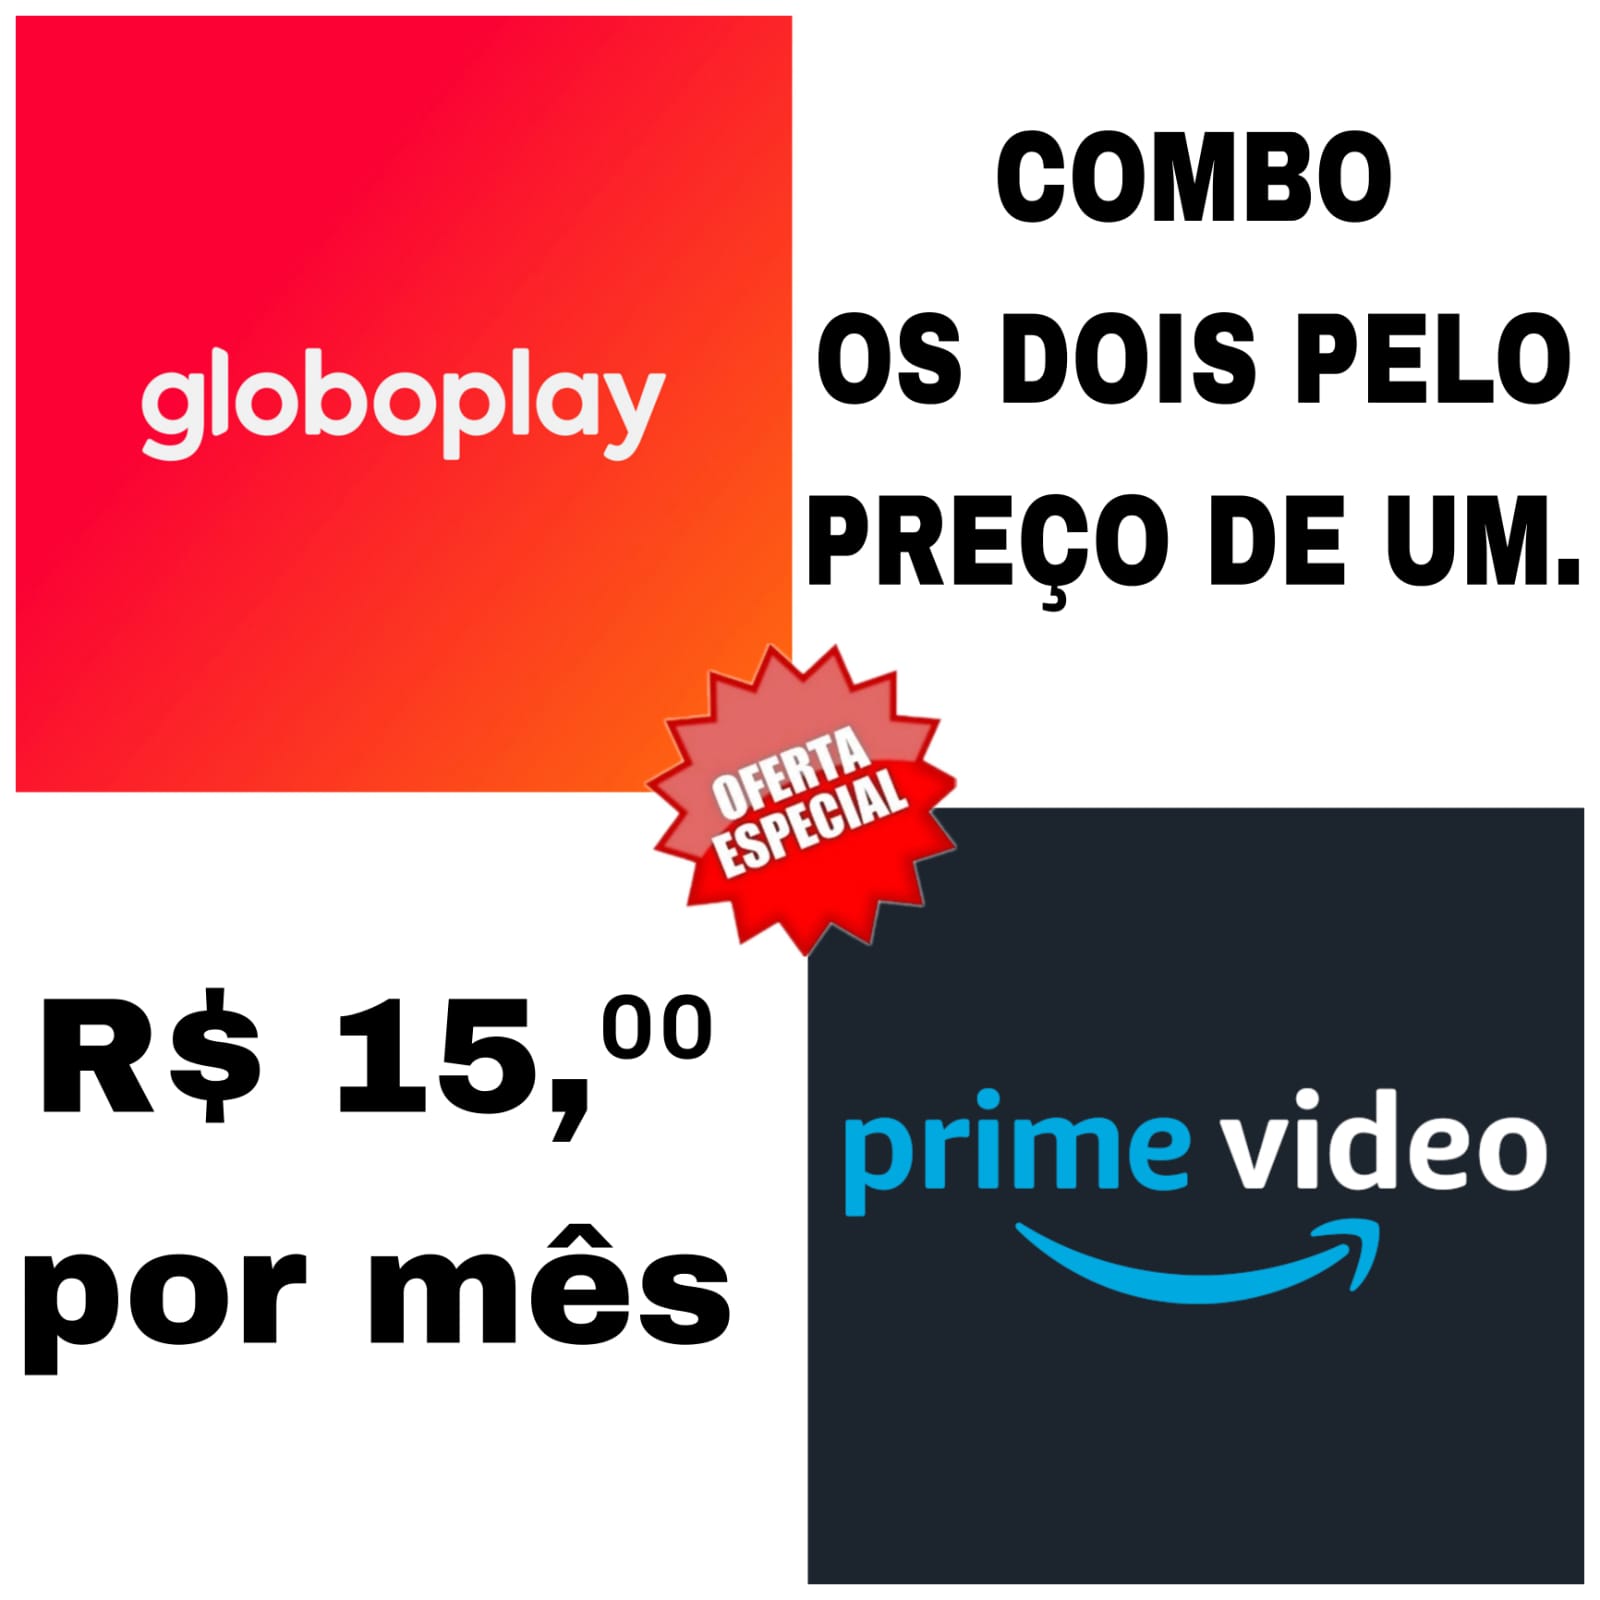 globoplay
COMBO
OS DOIS PELO
PREÇO DE UM.
OFERTA
ESPECIAL
R$ 15,00
por mês
prime video